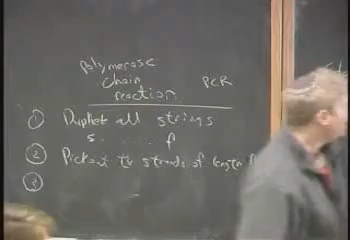 Polymerase
Chain PCR
reaction
① Duplicate all strings
s . . . . f
② Pick out the strands of length
③